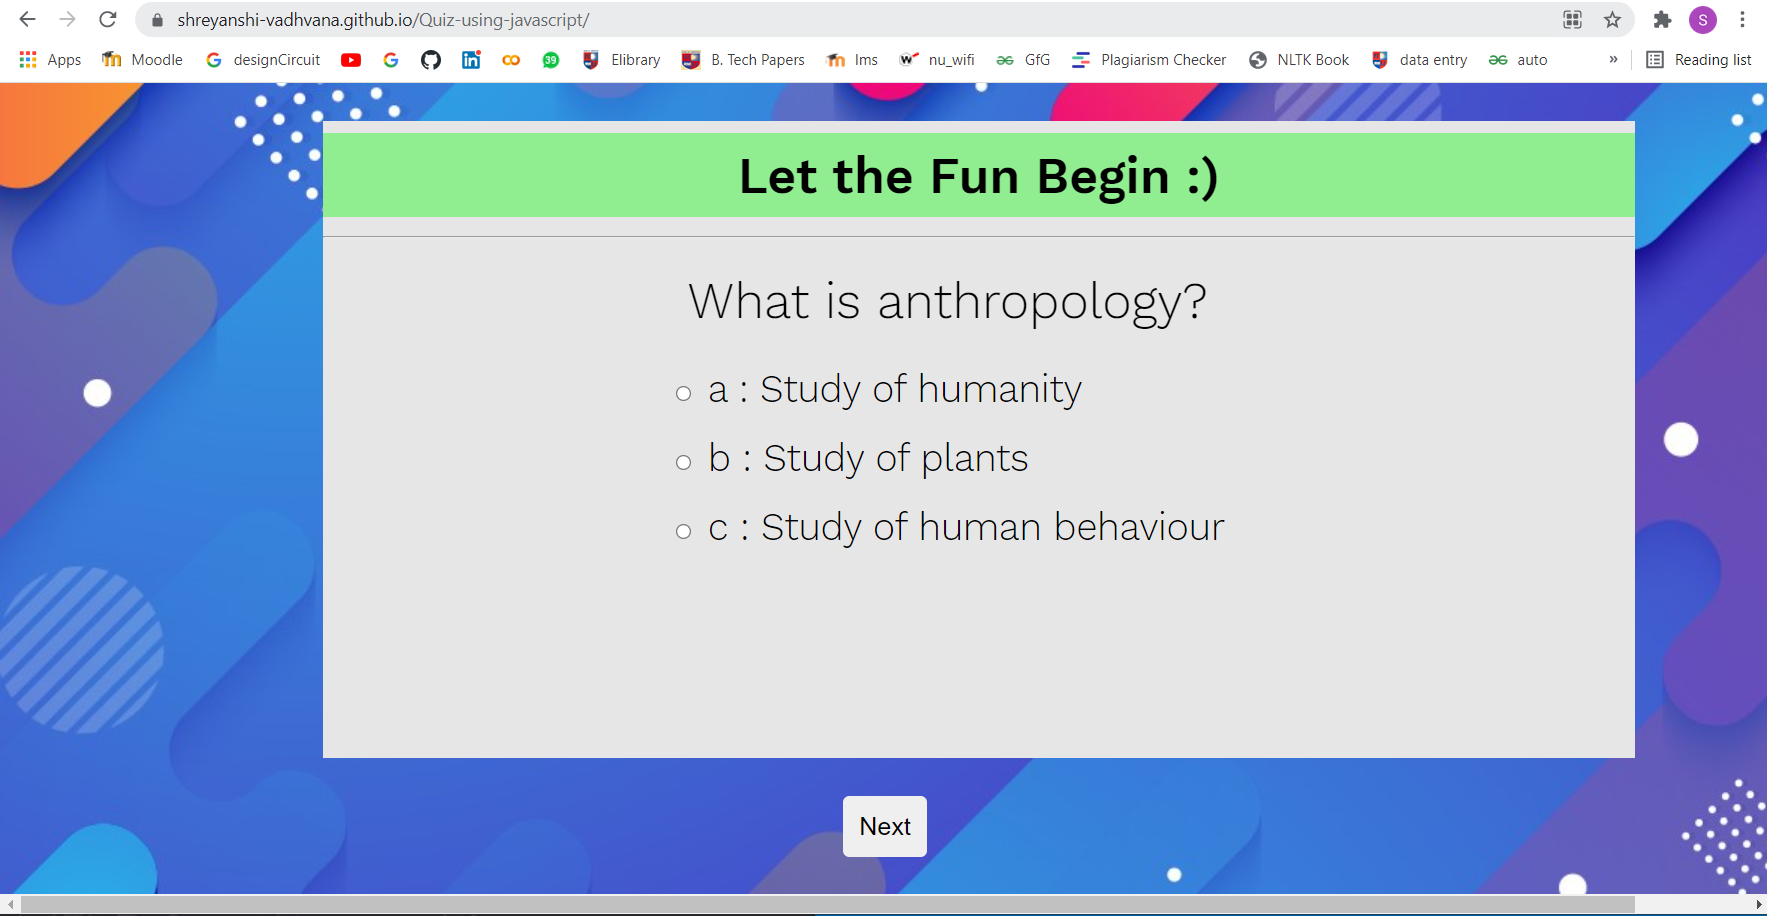 shreyanshi-vadhvana.github.io/Quiz-using-javascript/
S
Apps Moodle designCircuit 39 Elibrary B. Tech Papers lms nu_wifi GfG Plagiarism Checker NLTK Book data entry auto » Reading list
Let the Fun Begin :)
What is anthropology?
a : Study of humanity
b : Study of plants
c : Study of human behaviour
Next